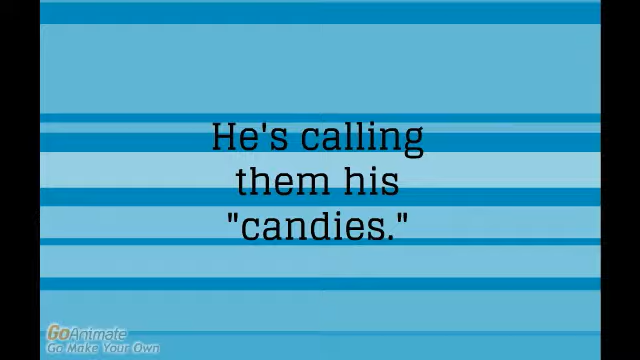 He's calling
them his
"candies."
GoAnimate
Go Make Your Own